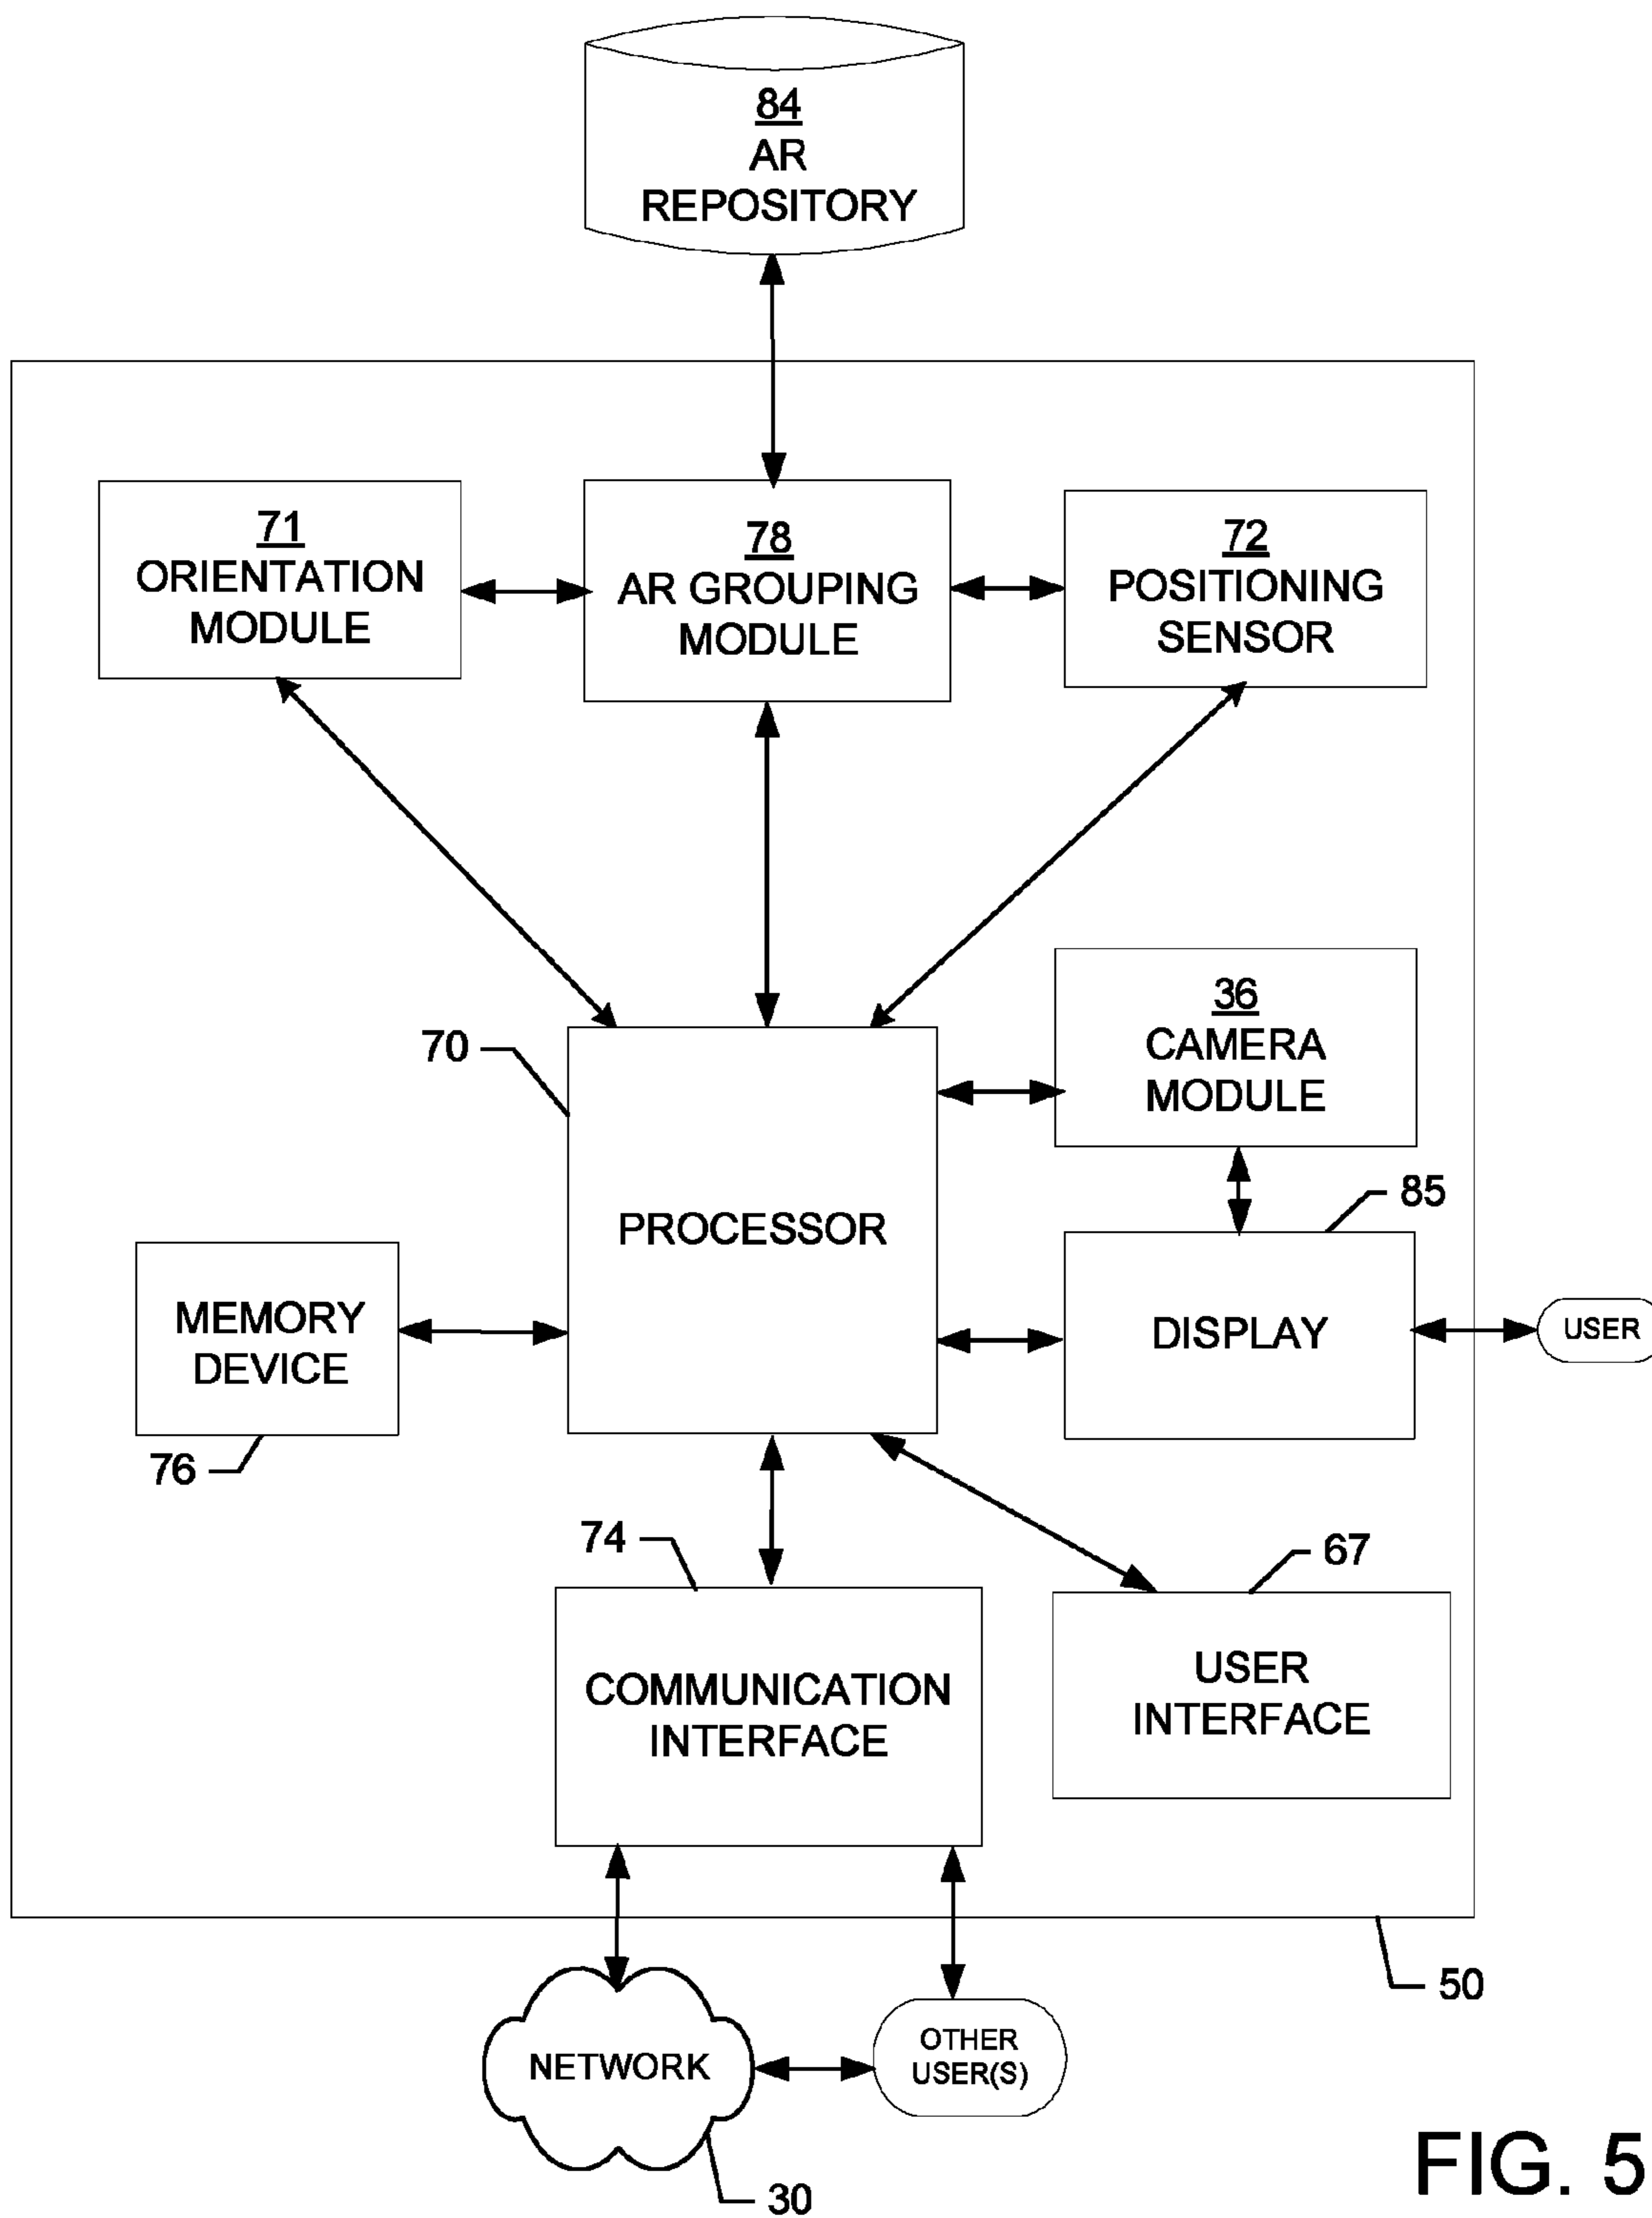 84
AR
REPOSITORY
71
ORIENTATION
MODULE
78
AR GROUPING
MODULE
72
POSITIONING
SENSOR
36
CAMERA
MODULE
70
PROCESSOR
85
DISPLAY
USER
MEMORY
DEVICE
76
74
COMMUNICATION
INTERFACE
67
USER
INTERFACE
50
NETWORK
OTHER
USER(S)
30
FIG. 5